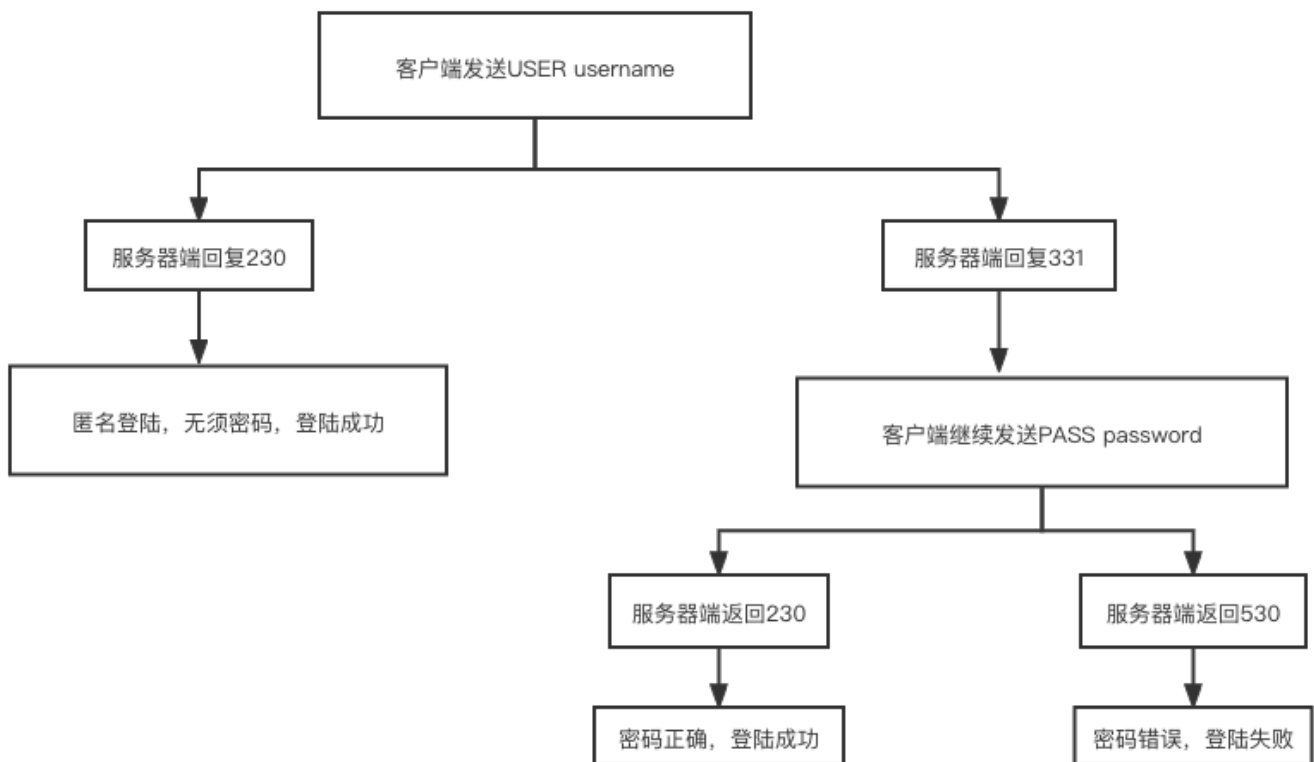 客户端发送USER username
服务器端回复230
服务器端回复331
匿名登陆，无须密码，登陆成功
客户端继续发送PASS password
服务器端返回230
服务器端返回530
密码正确，登陆成功
密码错误，登陆失败